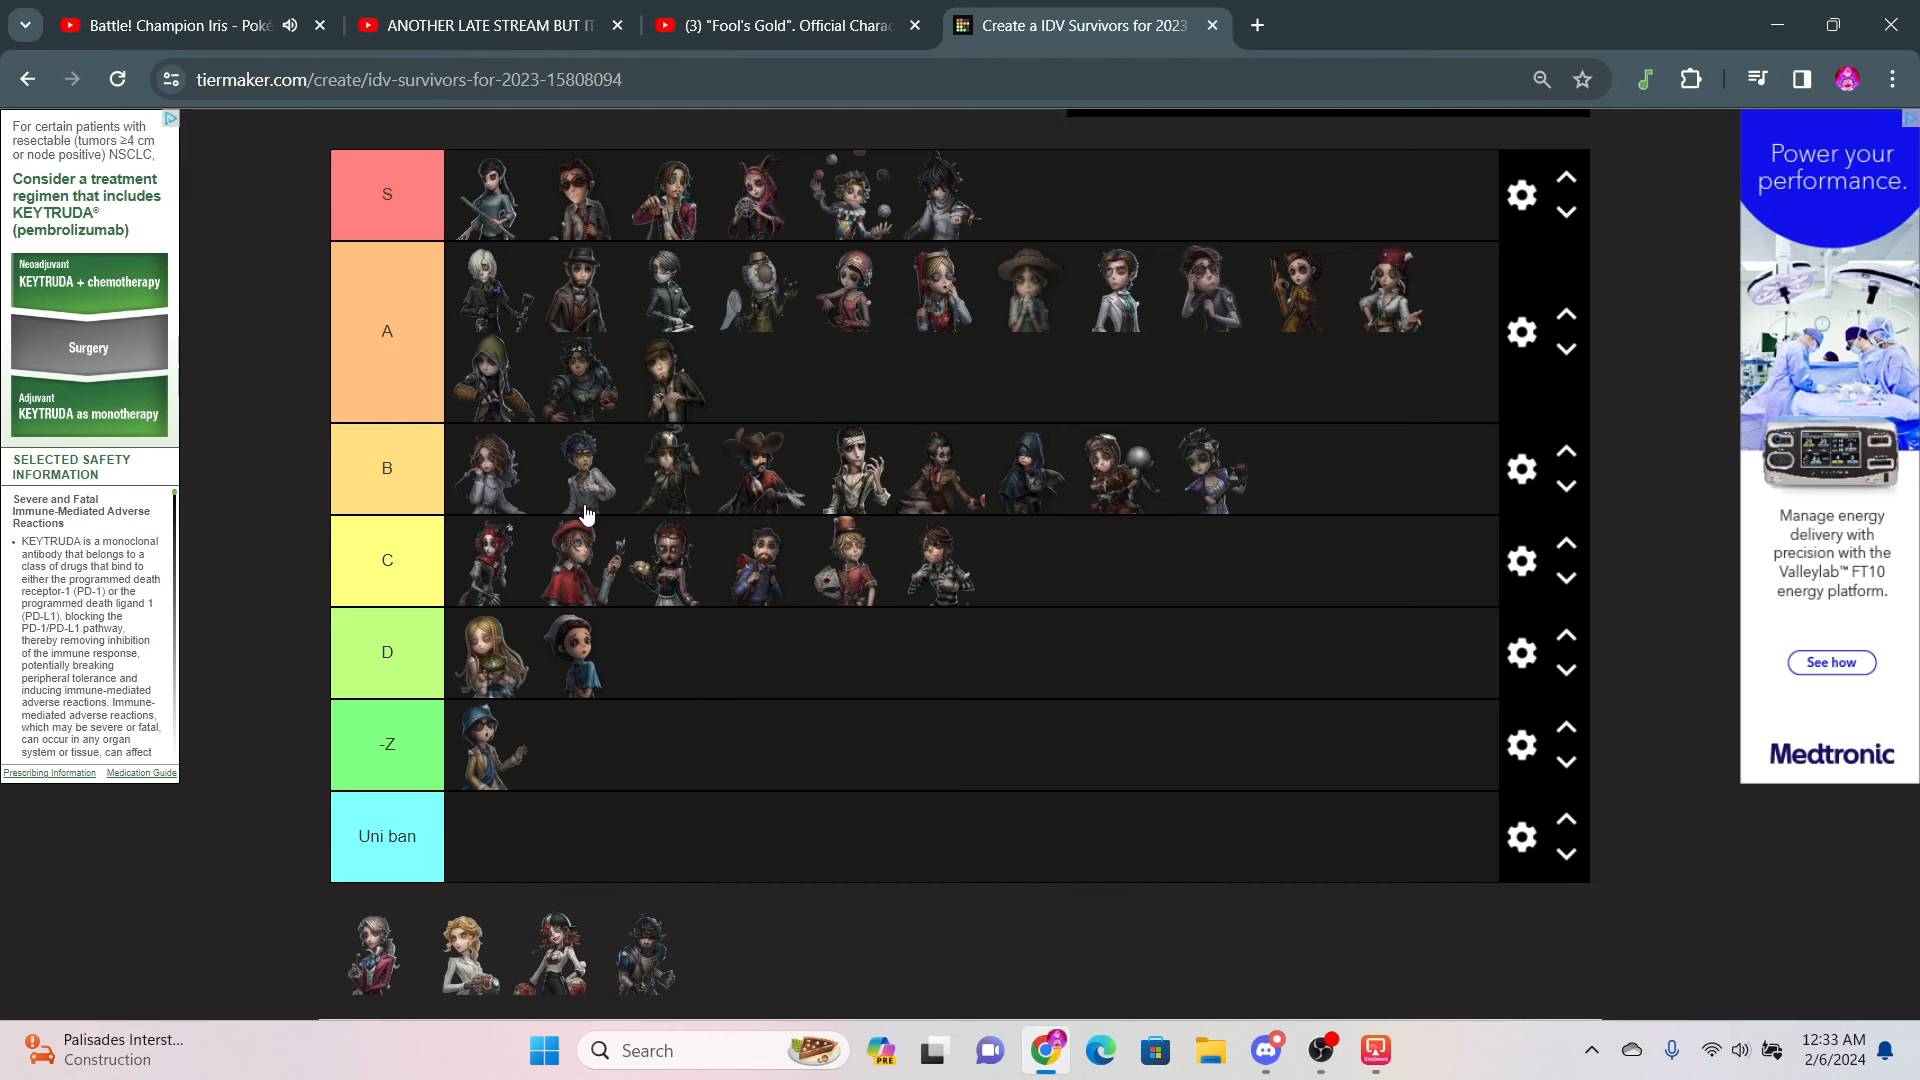 Battle! Champion Iris - Poké
ANOTHER LATE STREAM BUT IT
(3) "Fool's Gold". Official Charac
Create a IDV Survivors for 2023
tiermaker.com/create/idv-survivors-for-2023-15808094
For certain patients with
resectable (tumors ≥4 cm
or node positive) NSCLC,
Consider a treatment
regimen that includes
KEYTRUDA®
(pembrolizumab)
Neoadjuvant
KEYTRUDA + chemotherapy
Surgery
Adjuvant
KEYTRUDA as monotherapy
SELECTED SAFETY
INFORMATION
Severe and Fatal
Immune-Mediated Adverse
Reactions
• KEYTRUDA is a monoclonal
antibody that belongs to a
class of drugs that bind to
either the programmed death
receptor-1 (PD-1) or the
programmed death ligand 1
(PD-L1), blocking the
PD-1/PD-L1 pathway,
thereby removing inhibition
of the immune response,
potentially breaking
peripheral tolerance and
inducing immune-mediated
adverse reactions. Immune-
mediated adverse reactions,
which may be severe or fatal,
can occur in any organ
system or tissue, can affect
Prescribing Information Medication Guide
S
A
B
C
D
-Z
Uni ban
Power your
performance.
Manage energy
delivery with
precision with the
Valleylab™ FT10
energy platform.
See how
Medtronic
Palisades Interst...
Construction
Search
PRE
12:33 AM
2/6/2024